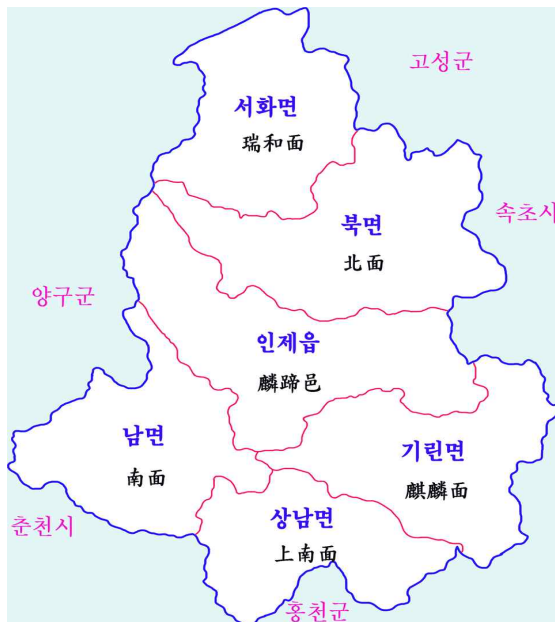 고성군
서화면
瑞和面
속초시
북면
北面
양구군
인제읍
麟蹄邑
남면
南面
기린면
麒麟面
춘천시
상남면
上南面
홍천군